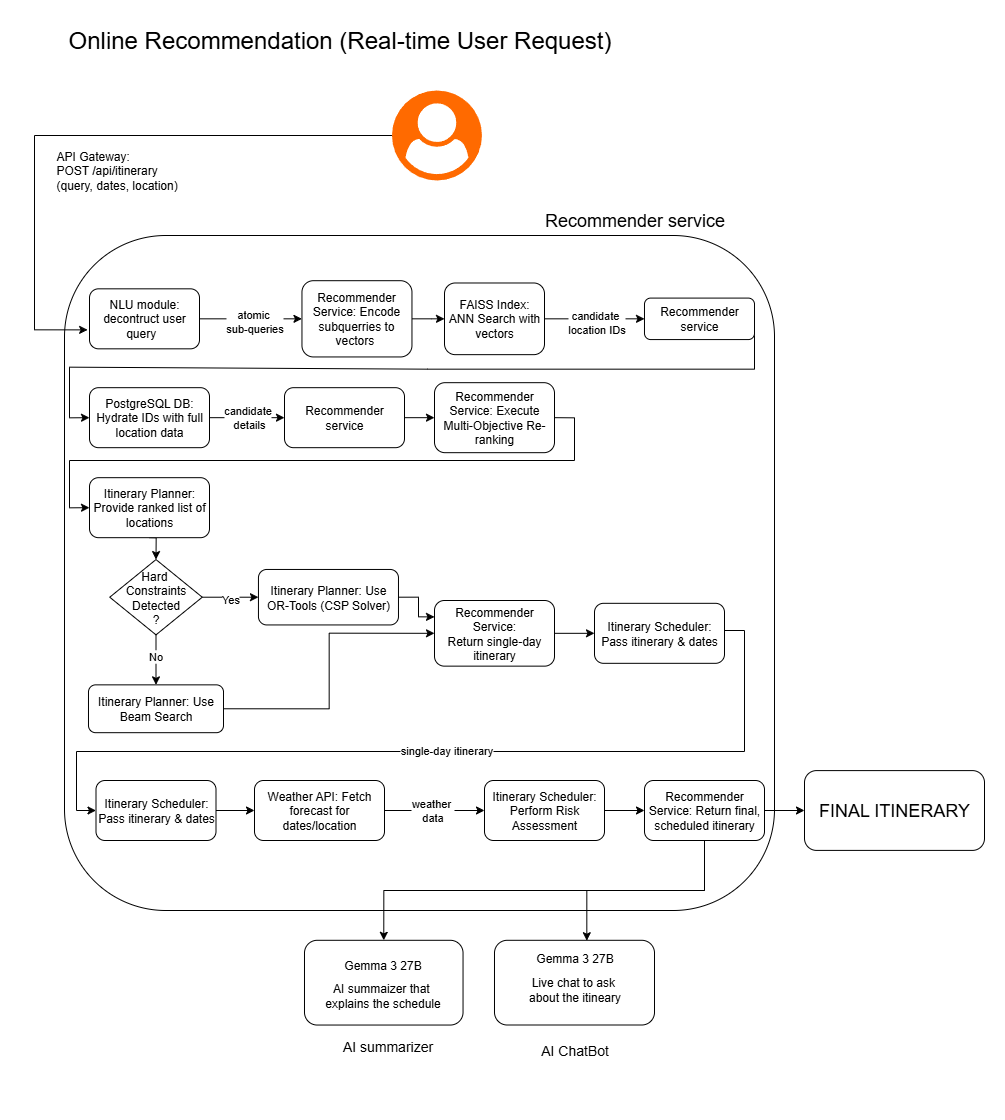 Online Recommendation (Real-time User Request)
API Gateway:
POST /api/itinerary
(query, dates, location)
Recommender service
NLU module:
decontruct user
query
atomic
sub-queries
Recommender
Service: Encode
subquerries to
vectors
FAISS Index:
ANN Search with
vectors
candidate
location IDs
Recommender
service
PostgreSQL DB:
Hydrate IDs with full
location data
candidate
details
Recommender
service
Recommender
Service: Execute
Multi-Objective Re-
ranking
Itinerary Planner:
Provide ranked list of
locations
Hard
Constraints
Detected
?
Yes
Itinerary Planner: Use
OR-Tools (CSP Solver)
Recommender
Service:
Return single-day
itinerary
Itinerary Scheduler:
Pass itinerary & dates
No
Itinerary Planner: Use
Beam Search
single-day itinerary
Itinerary Scheduler:
Pass itinerary & dates
Weather API: Fetch
forecast for
dates/location
weather
data
Itinerary Scheduler:
Perform Risk
Assessment
Recommender
Service: Return final,
scheduled itinerary
FINAL ITINERARY
Gemma 3 27B
AI summaizer that
explains the schedule
Gemma 3 27B
Live chat to ask
about the itineary
AI summarizer
AI ChatBot